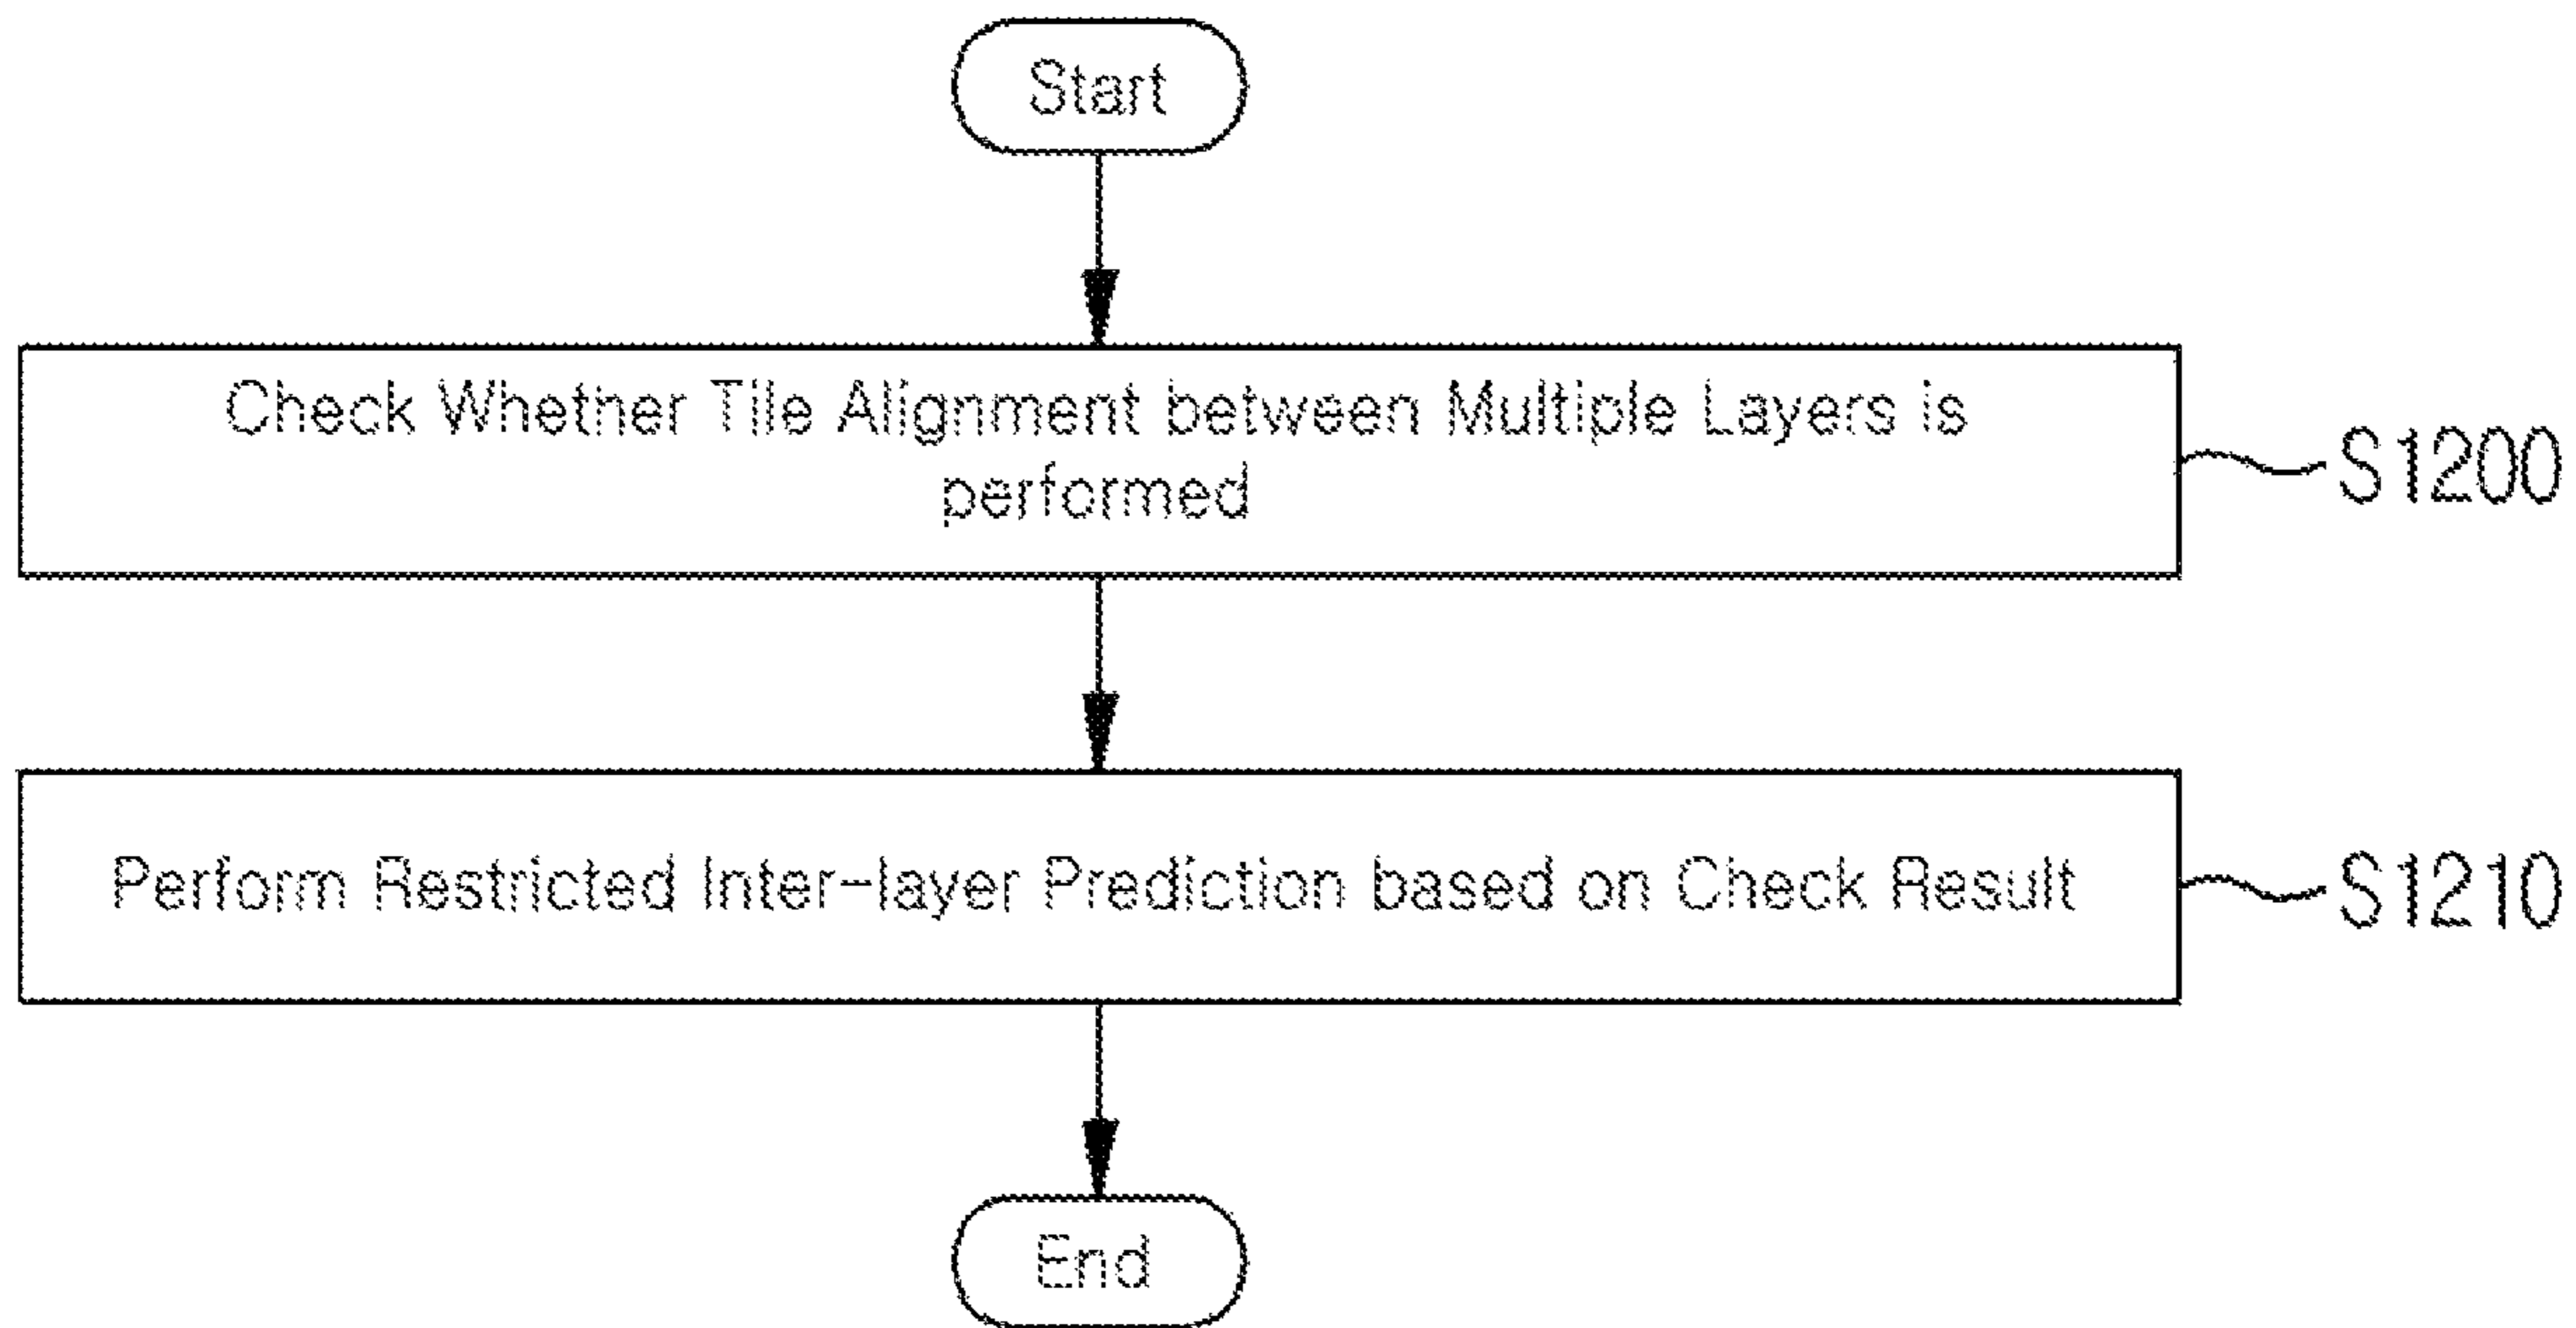 Start
Check Whether Tile Alignment between Multiple Layers is
performed
S1200
Perform Restricted Inter-layer Prediction based on Check Result
S1210
End